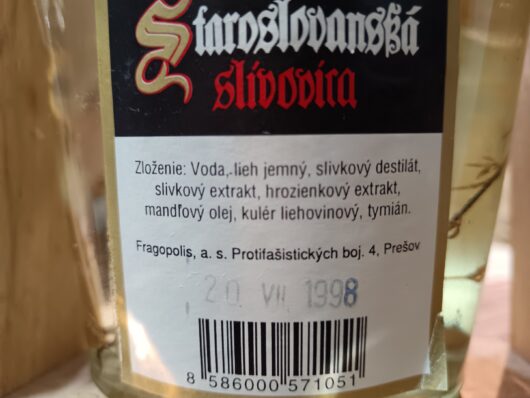 Staroslovanská
slivovica
Zloženie: Voda, lieh jemný, slivkový destilát,
slivkový extrakt, hrozienkový extrakt,
mandľový olej, kulér liehovinový, tymián.
Fragopolis, a. s. Protifašistických boj. 4, Prešov
20. VII. 1998
8 586000 571051